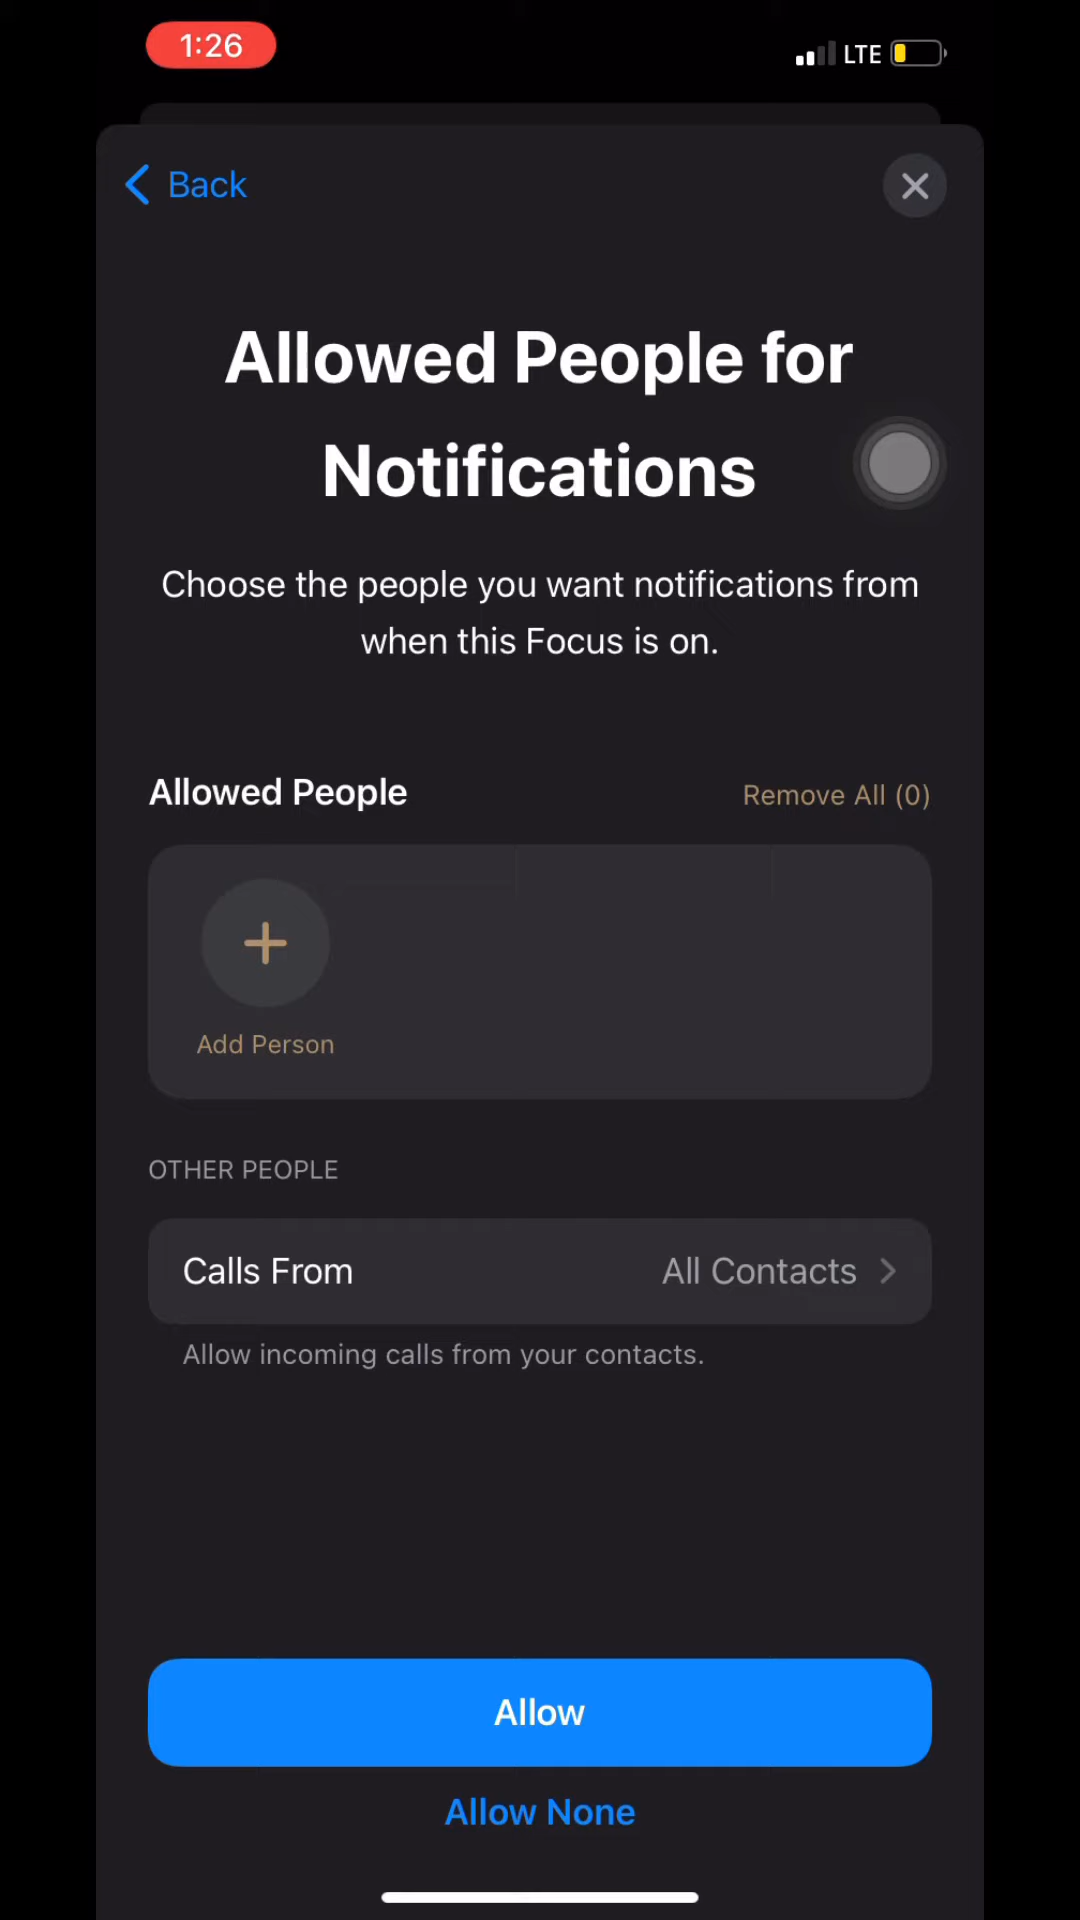 1:26
LTE
Back
Allowed People for
Notifications
Choose the people you want notifications from
when this Focus is on.
Allowed People
Remove All (0)
Add Person
OTHER PEOPLE
Calls From
All Contacts
Allow incoming calls from your contacts.
Allow
Allow None